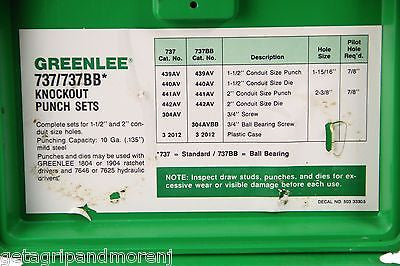 GREENLEE®
737/737BB*
KNOCKOUT
PUNCH SETS
Complete sets for 1-1/2" and 2" conduit size holes.
Punching Capacity: 10 Ga. (.135") mild steel
Punches and dies may be used with GREENLEE 1804 or 1904 ratchet drivers and 7646 or 7625 hydraulic drivers.
737 Cat. No. 737BB Cat. No. Description Hole Size Pilot Hole Req'd.
439AV 439AV 1-1/2" Conduit Size Punch 1-15/16" 7/8"
440AV 440AV 1-1/2" Conduit Size Die
441AV 441AV 2" Conduit Size Punch 2-3/8" 7/8"
442AV 442AV 2" Conduit Size Die
304AV 3/4" Screw
304AVBB 3/4" Ball Bearing Screw
3 2012 3 2012 Plastic Case
*737 = Standard / 737BB = Ball Bearing
NOTE: Inspect draw studs, punches, and dies for excessive wear or visible damage before each use.
DECAL NO. 503 3330.5
getagripandmorenj